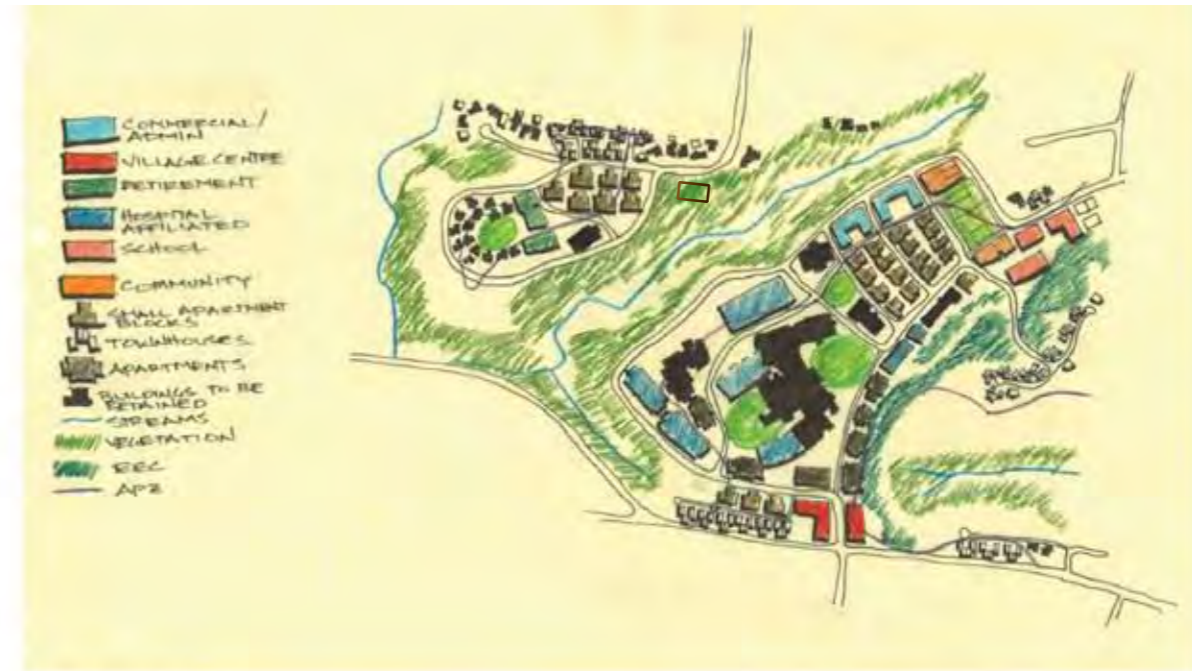 COMMERCIAL/
ADMIN
VILLAGE CENTRE
RETIREMENT
HOSPITAL
AFFILIATED
SCHOOL
COMMUNITY
SMALL APARTMENT
BLOCKS
TOWNHOUSES
APARTMENTS
BUILDINGS TO BE
RETAINED
STREAMS
VEGETATION
EEC
APZ